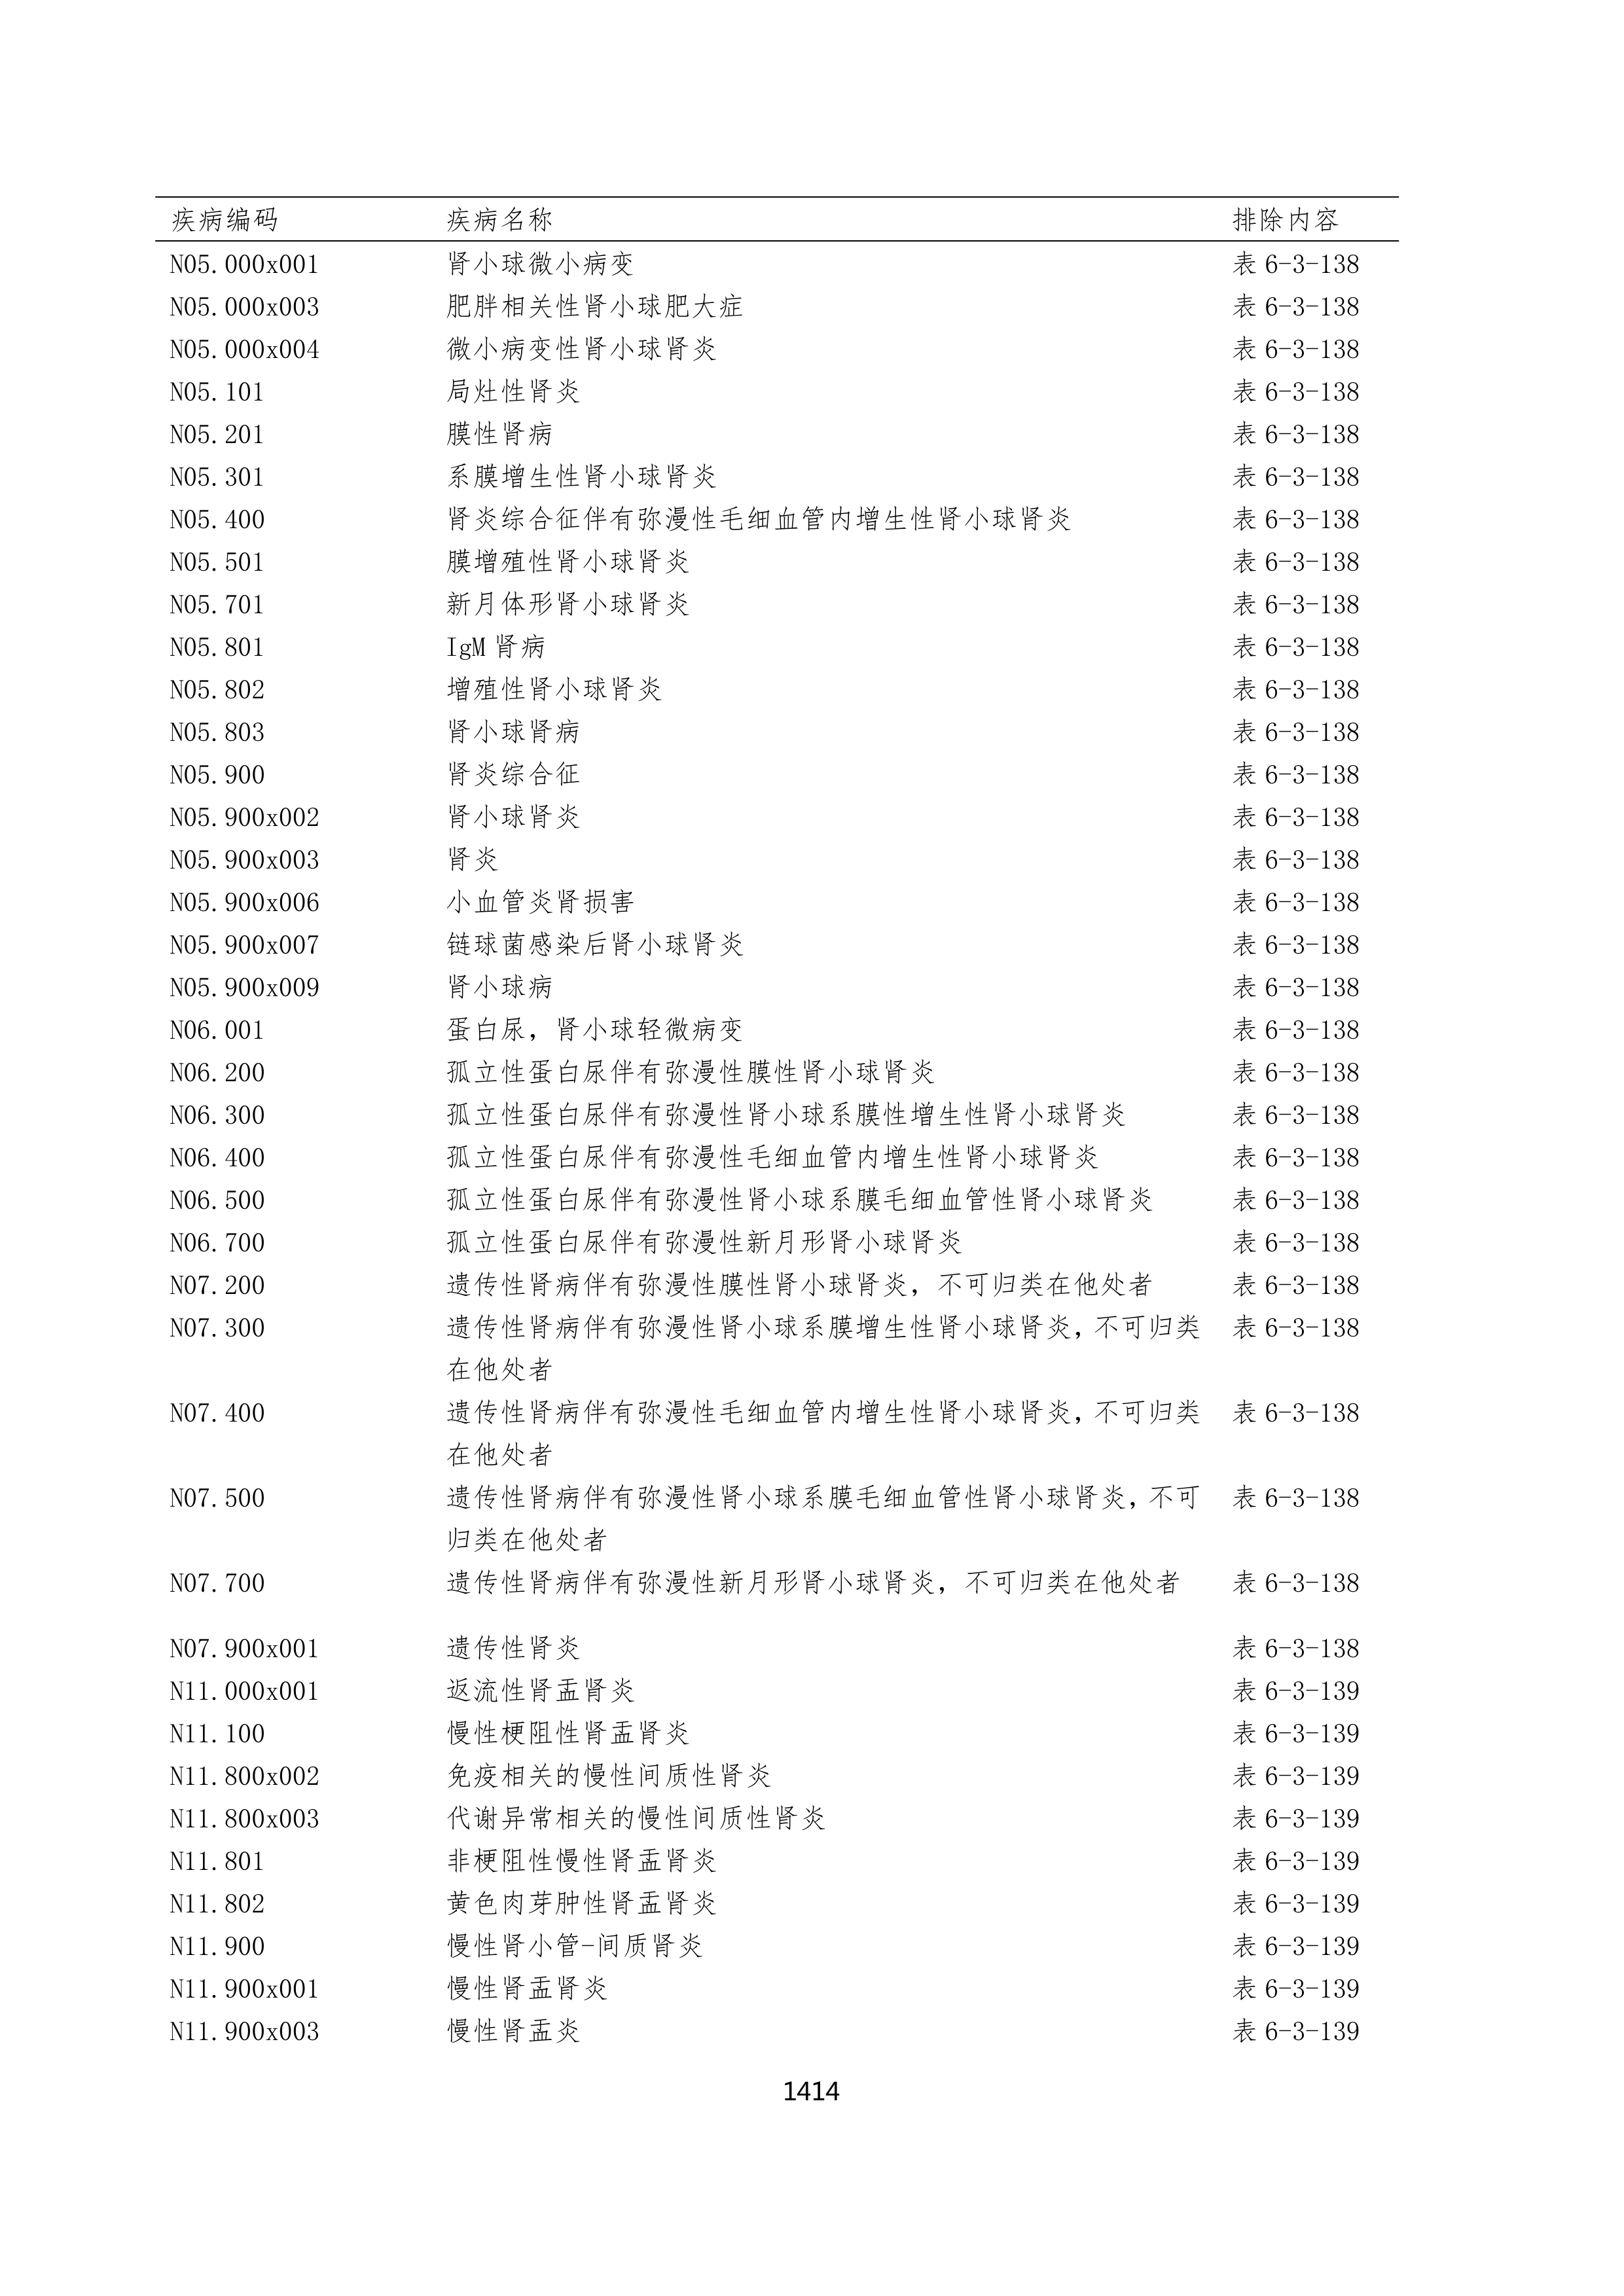 疾病编码 疾病名称 排除内容
N05.000x001 肾小球微小病变 表 6-3-138
N05.000x003 肥胖相关性肾小球肥大症 表 6-3-138
N05.000x004 微小病变性肾小球肾炎 表 6-3-138
N05.101 局灶性肾炎 表 6-3-138
N05.201 膜性肾病 表 6-3-138
N05.301 系膜增生性肾小球肾炎 表 6-3-138
N05.400 肾炎综合征伴有弥漫性毛细血管内增生性肾小球肾炎 表 6-3-138
N05.501 膜增殖性肾小球肾炎 表 6-3-138
N05.701 新月体形肾小球肾炎 表 6-3-138
N05.801 IgM 肾病 表 6-3-138
N05.802 增殖性肾小球肾炎 表 6-3-138
N05.803 肾小球肾病 表 6-3-138
N05.900 肾炎综合征 表 6-3-138
N05.900x002 肾小球肾炎 表 6-3-138
N05.900x003 肾炎 表 6-3-138
N05.900x006 小血管炎肾损害 表 6-3-138
N05.900x007 链球菌感染后肾小球肾炎 表 6-3-138
N05.900x009 肾小球病 表 6-3-138
N06.001 蛋白尿，肾小球轻微病变 表 6-3-138
N06.200 孤立性蛋白尿伴有弥漫性膜性肾小球肾炎 表 6-3-138
N06.300 孤立性蛋白尿伴有弥漫性肾小球系膜性增生性肾小球肾炎 表 6-3-138
N06.400 孤立性蛋白尿伴有弥漫性毛细血管内增生性肾小球肾炎 表 6-3-138
N06.500 孤立性蛋白尿伴有弥漫性肾小球系膜毛细血管性肾小球肾炎 表 6-3-138
N06.700 孤立性蛋白尿伴有弥漫性新月形肾小球肾炎 表 6-3-138
N07.200 遗传性肾病伴有弥漫性膜性肾小球肾炎，不可归类在他处者 表 6-3-138
N07.300 遗传性肾病伴有弥漫性肾小球系膜增生性肾小球肾炎，不可归类 表 6-3-138
在他处者
N07.400 遗传性肾病伴有弥漫性毛细血管内增生性肾小球肾炎，不可归类 表 6-3-138
在他处者
N07.500 遗传性肾病伴有弥漫性肾小球系膜毛细血管性肾小球肾炎，不可 表 6-3-138
归类在他处者
N07.700 遗传性肾病伴有弥漫性新月形肾小球肾炎，不可归类在他处者 表 6-3-138
N07.900x001 遗传性肾炎 表 6-3-138
N11.000x001 返流性肾盂肾炎 表 6-3-139
N11.100 慢性梗阻性肾盂肾炎 表 6-3-139
N11.800x002 免疫相关的慢性间质性肾炎 表 6-3-139
N11.800x003 代谢异常相关的慢性间质性肾炎 表 6-3-139
N11.801 非梗阻性慢性肾盂肾炎 表 6-3-139
N11.802 黄色肉芽肿性肾盂肾炎 表 6-3-139
N11.900 慢性肾小管-间质肾炎 表 6-3-139
N11.900x001 慢性肾盂肾炎 表 6-3-139
N11.900x003 慢性肾盂炎 表 6-3-139
1414